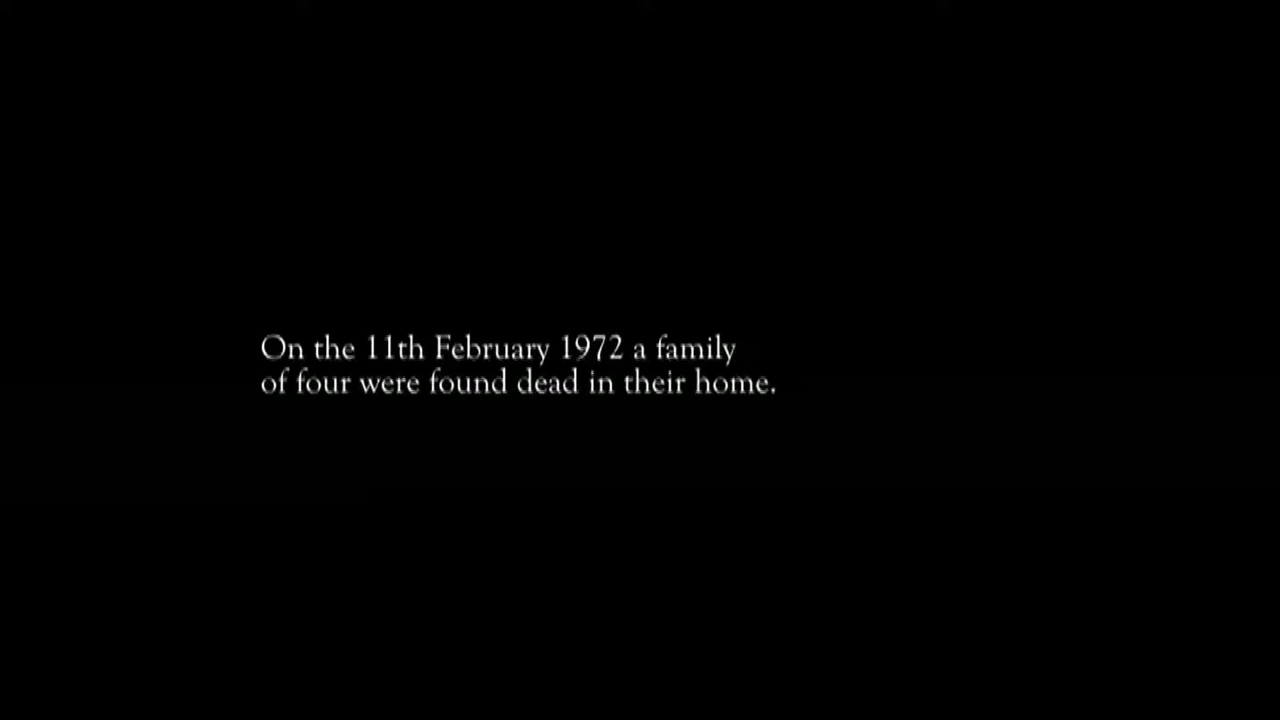 On the 11th February 1972 a family
of four were found dead in their home.